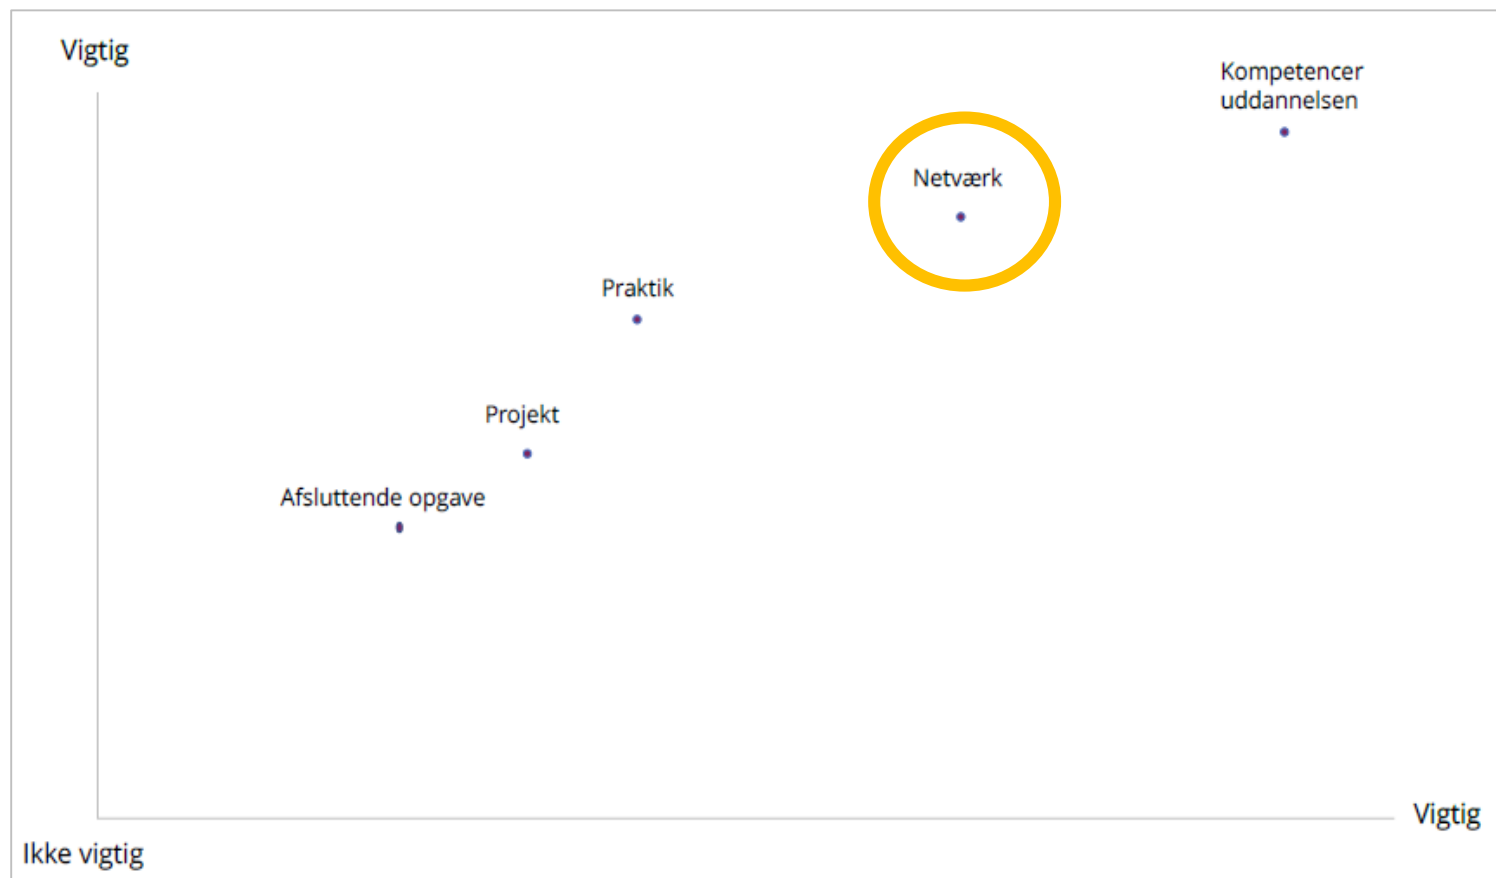 Vigtig
Kompetencer
uddannelsen
Netværk
Praktik
Projekt
Afsluttende opgave
Vigtig
Ikke vigtig